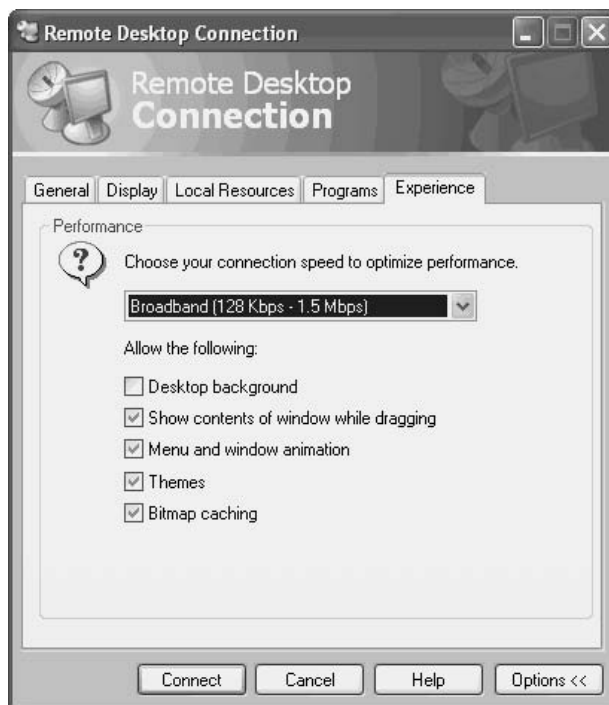 Remote Desktop Connection
Remote Desktop
Connection
General Display Local Resources Programs Experience
Performance
Choose your connection speed to optimize performance.
Broadband (128 Kbps - 1.5 Mbps)
Allow the following:
Desktop background
Show contents of window while dragging
Menu and window animation
Themes
Bitmap caching
Connect Cancel Help Options <<